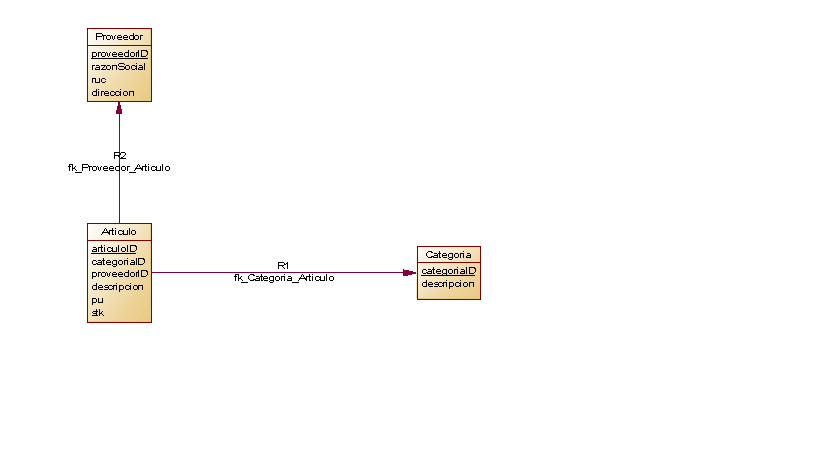 Proveedor
proveedorID
razonSocial
ruc
direccion
R2
fk_Proveedor_Articulo
Articulo
articuloID
categoriaID
proveedorID
descripcion
pu
stk
R1
fk_Categoria_Articulo
Categoria
categoriaID
descripcion